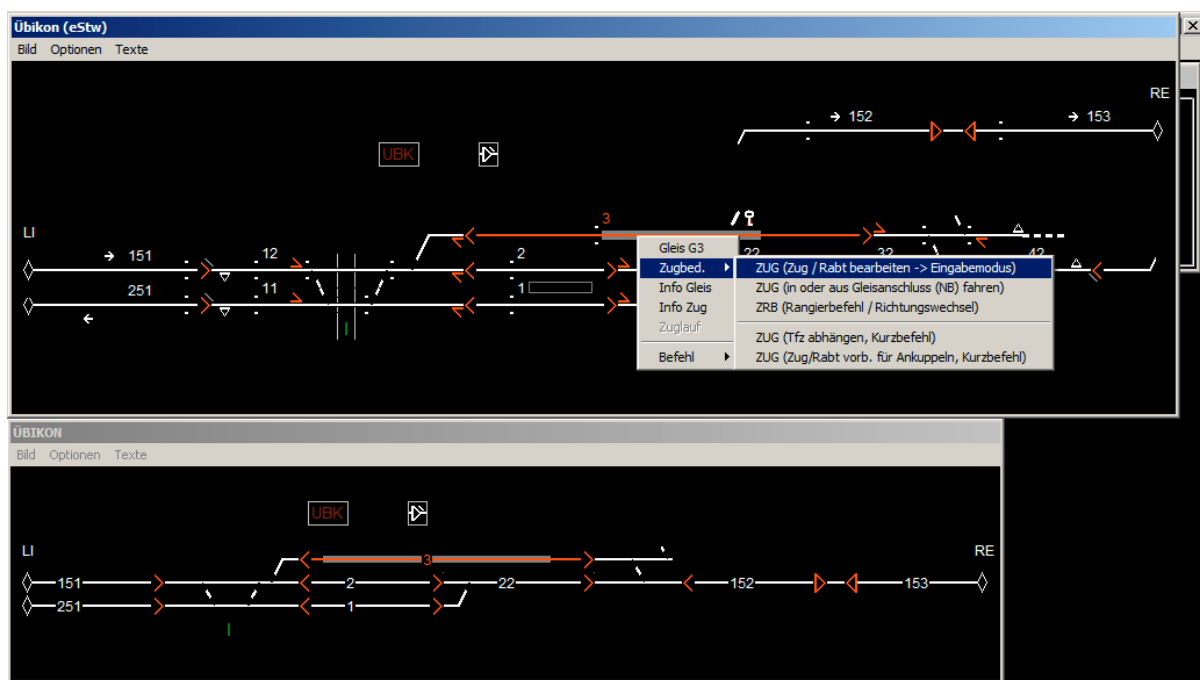 Übikon (eStw)
Bild Optionen Texte
RE
→ 152 → 153
UBK
LI
3
→ 151 12 2 22 32 42
251 11 1
←
Gleis G3
Zugbed.
Info Gleis
Info Zug
Zuglauf
Befehl
ZUG (Zug / Rabt bearbeiten -> Eingabemodus)
ZUG (in oder aus Gleisanschluss (NB) fahren)
ZRB (Rangierbefehl / Richtungswechsel)
ZUG (Tfz abhängen, Kurzbefehl)
ZUG (Zug/Rabt vorb. für Ankuppeln, Kurzbefehl)
ÜBIKON
Bild Optionen Texte
UBK
LI RE
3
151 2 22 152 153
251 1